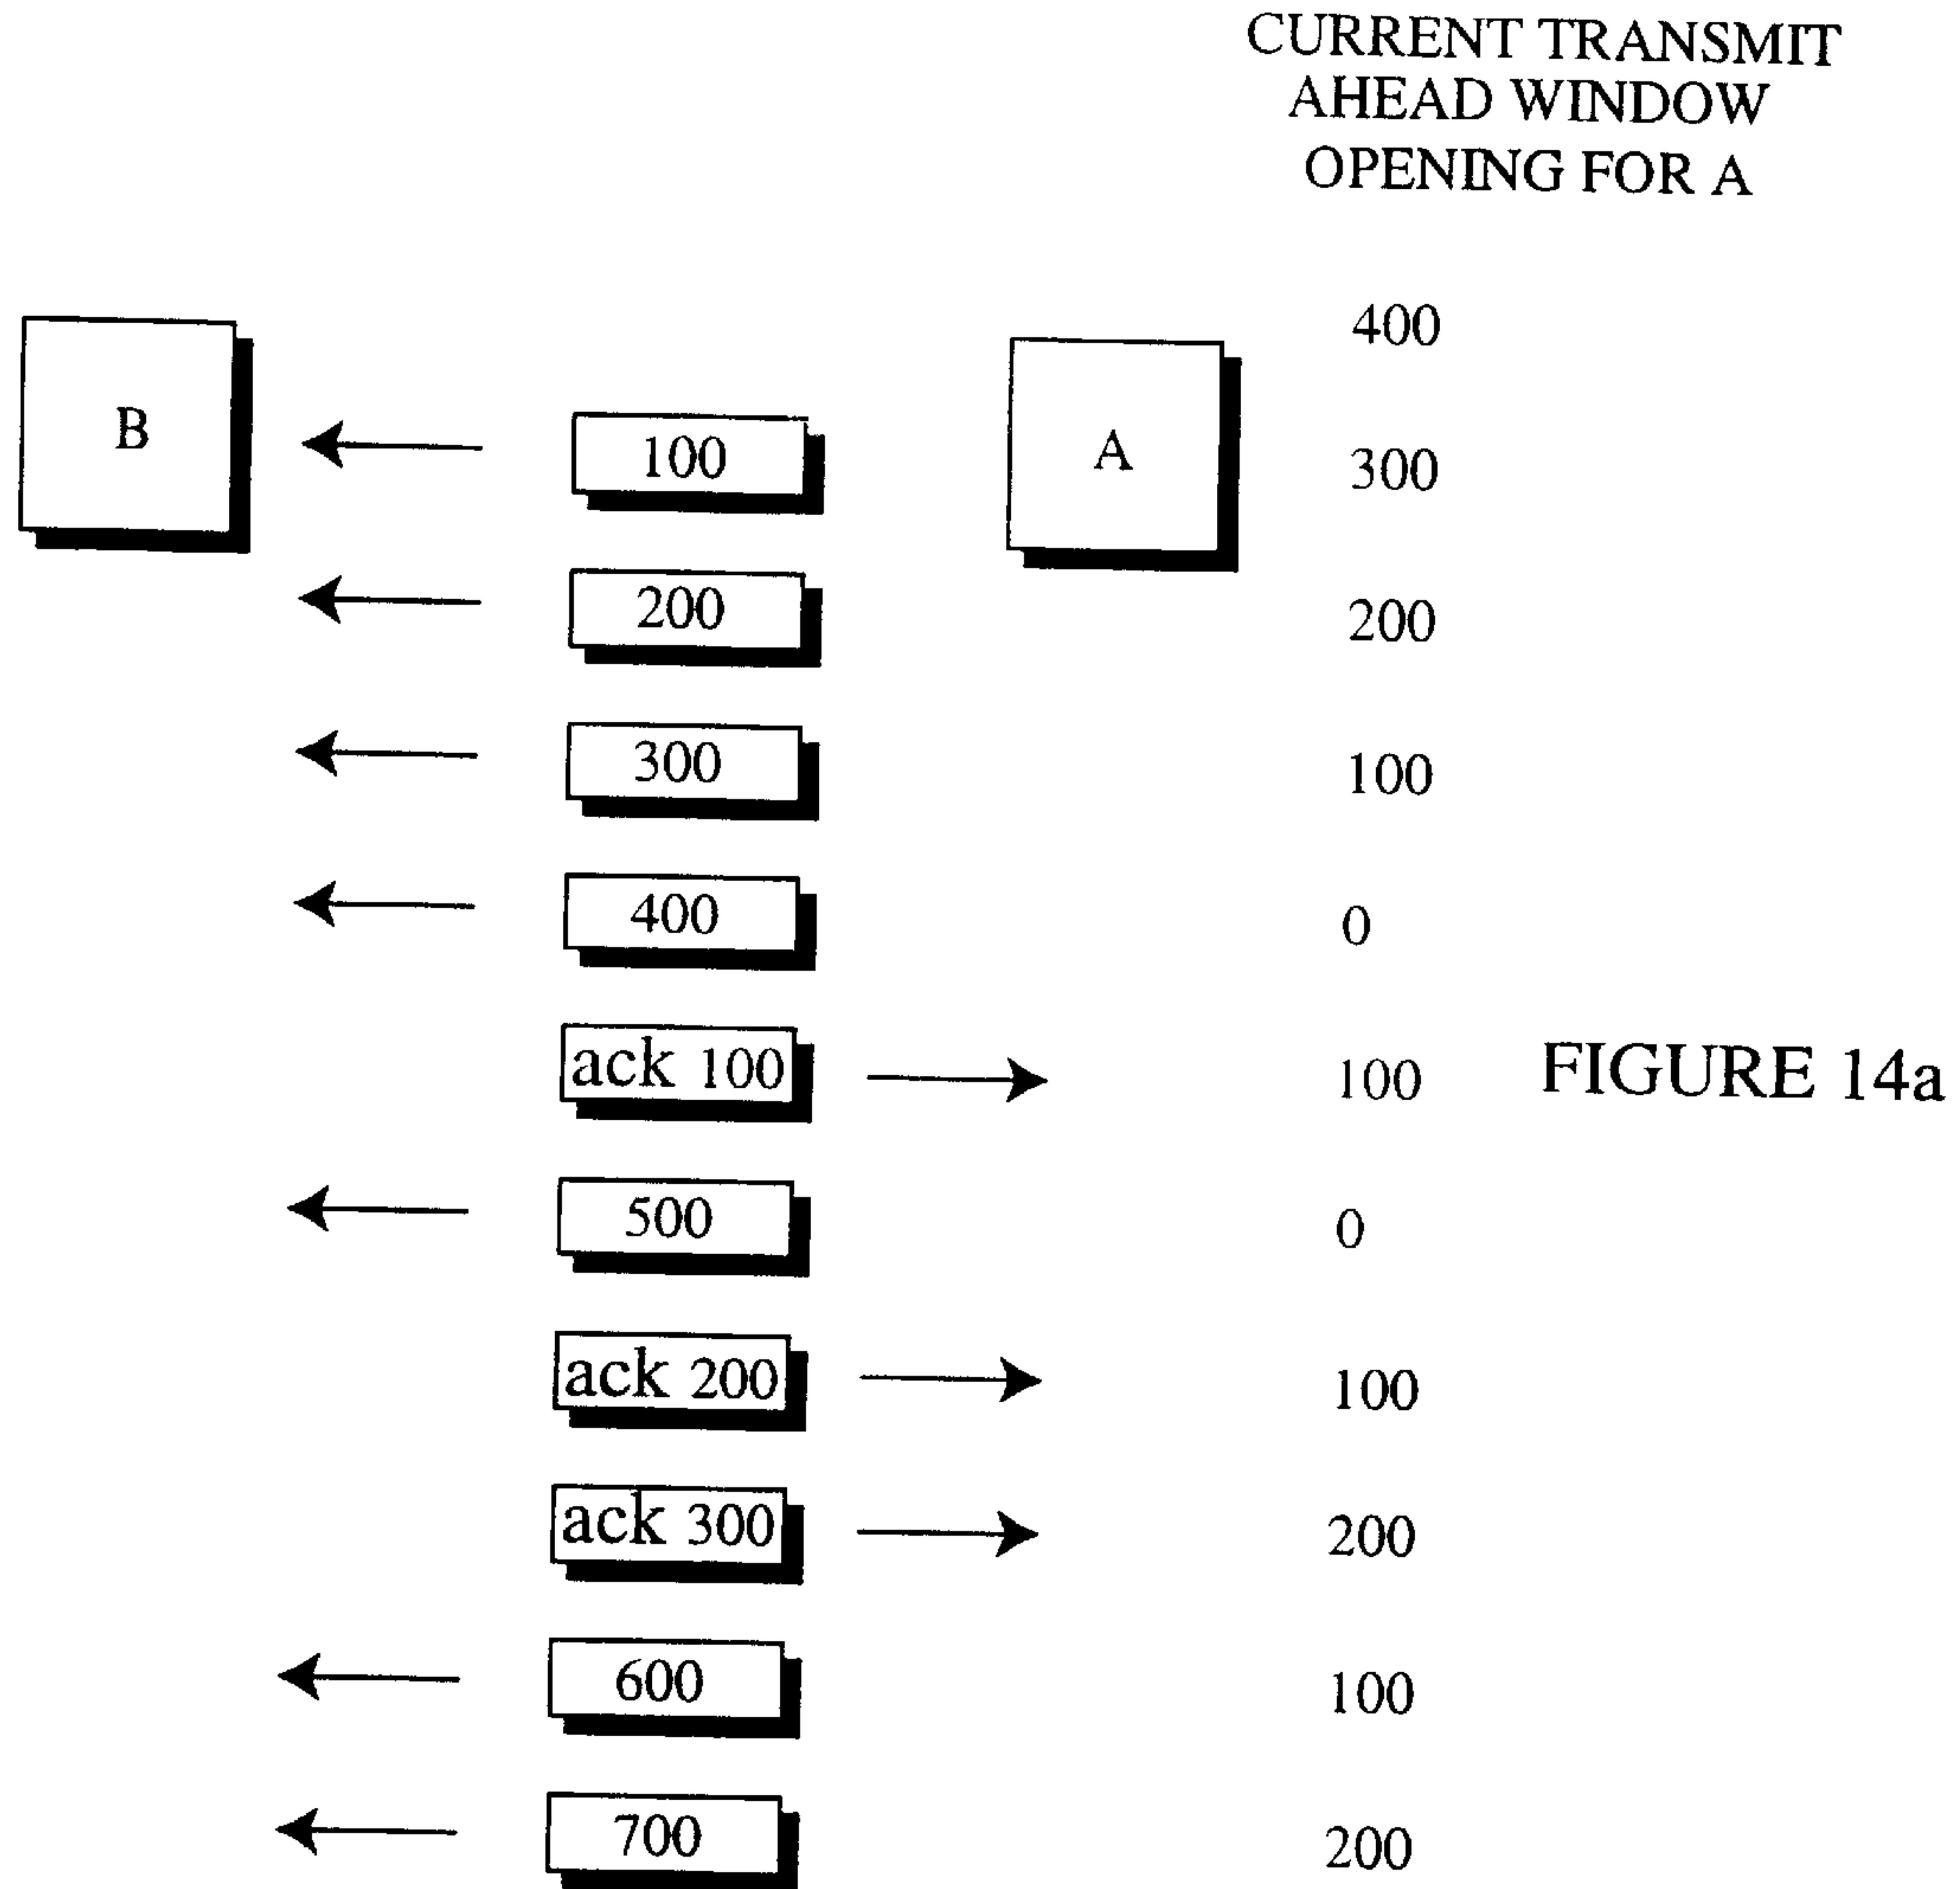 CURRENT TRANSMIT
AHEAD WINDOW
OPENING FOR A
400
B
100
A
300
200
200
300
100
400
0
ack 100
100
FIGURE 14a
500
0
ack 200
100
ack 300
200
600
100
700
200